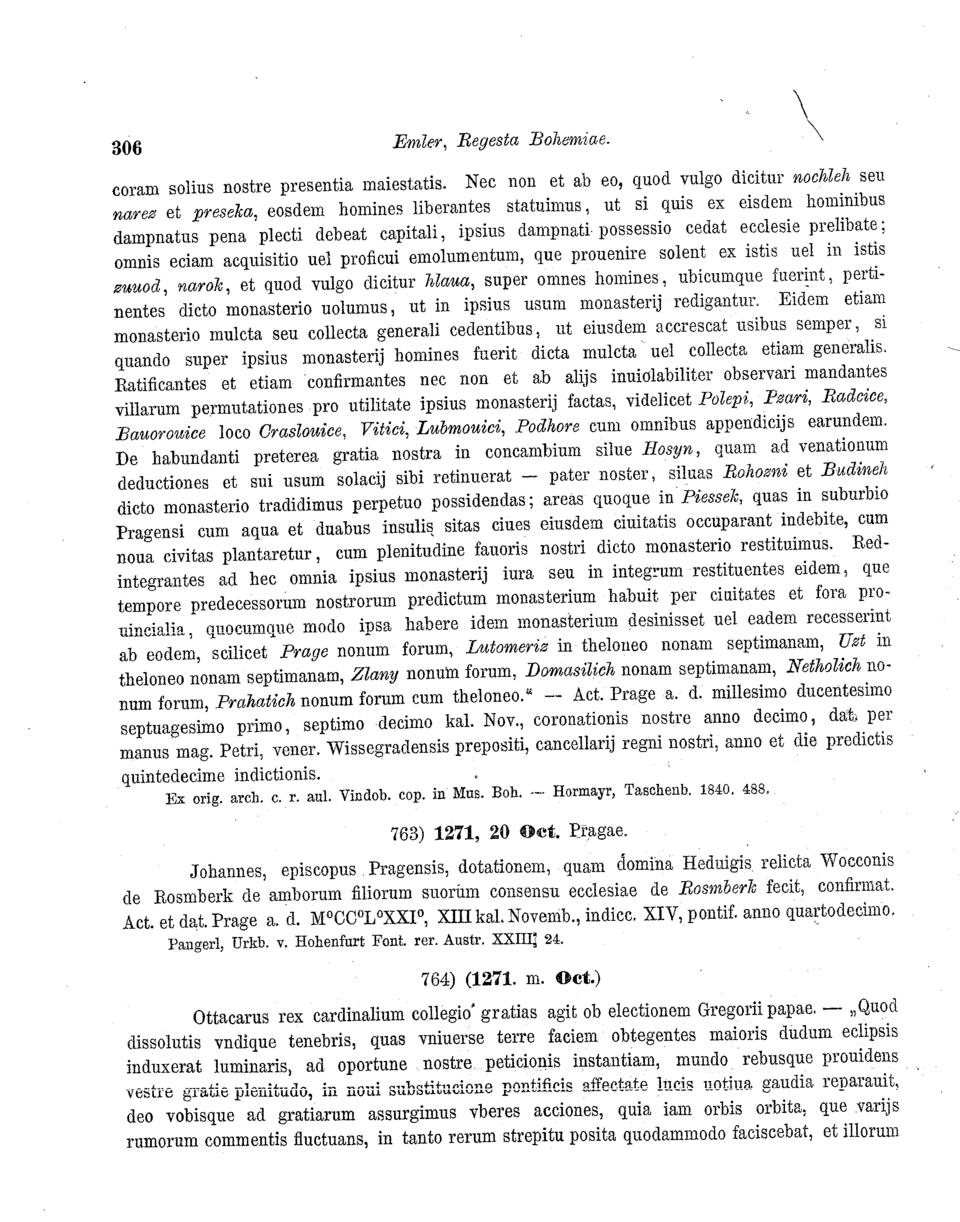 306
Emler, Regesta Bohemiae.
coram solius nostre presentia maiestatis. Nec non et ab eo, quod vulgo dicitur nochleh seu
narez et preseka, eosdem homines liberantes statuimus, ut si quis ex eisdem hominibus
dampnatus pena plecti debeat capitali, ipsius dampnati possessio cedat ecclesie prelibate;
omnis eciam acquisitio uel proficui emolumentum, que prouenire solent ex istis uel in istis
zuuod, narok, et quod vulgo dicitur hlaua, super omnes homines, ubicumque fuerint, perti-
nentes dicto monasterio uolumus, ut in ipsius usum monasterij redigantur. Eidem etiam
monasterio mulcta seu collecta generali cedentibus, ut eiusdem accrescat usibus semper, si
quando super ipsius monasterij homines fuerit dicta mulcta uel collecta etiam generalis.
Ratificantes et etiam confirmantes nec non et ab alijs inuiolabiliter observari mandantes
villarum permutationes pro utilitate ipsius monasterij factas, videlicet Polepi, Pzari, Radcice,
Bauorouice loco Craslouice, Vitici, Lubmouici, Podhore cum omnibus appendicijs earundem.
De habundanti preterea gratia nostra in concambium silue Hosyn, quam ad venationum
deductiones et sui usum solacij sibi retinuerat — pater noster, siluas Rohozni et Budineh
dicto monasterio tradidimus perpetuo possidendas; areas quoque in Piessek, quas in suburbio
Pragensi cum aqua et duabus insulis sitas ciues eiusdem ciuitatis occuparant indebite, cum
noua civitas plantaretur, cum plenitudine fauoris nostri dicto monasterio restituimus. Red-
integrantes ad hec omnia ipsius monasterij iura seu in integrum restituentes eidem, que
tempore predecessorum nostrorum predictum monasterium habuit per ciuitates et fora pro-
uincialia, quocumque modo ipsa habere idem monasterium desinisset uel eadem recesserint
ab eodem, scilicet Prage nonum forum, Lutomeriz in theloneo nonam septimanam, Uzt in
theloneo nonam septimanam, Zlany nonum forum, Domasilich nonam septimanam, Netholich no-
num forum, Prahatich nonum forum cum theloneo.“ — Act. Prage a. d. millesimo ducentesimo
septuagesimo primo, septimo decimo kal. Nov., coronationis nostre anno decimo, dat. per
manus mag. Petri, vener. Wissegradensis prepositi, cancellarij regni nostri, anno et die predictis
quintedecime indictionis.
Ex orig. arch. c. r. aul. Vindob. cop. in Mus. Boh. — Hormayr, Taschenb. 1840. 488.
763) 1271, 20 Oct. Pragae.
Johannes, episcopus Pragensis, dotationem, quam domina Heduigis relicta Wocconis
de Rosmberk de amborum filiorum suorum consensu ecclesiae de Rosmberk fecit, confirmat.
Act. et dat. Prage a. d. M⁰CC⁰L⁰XXI⁰, XIII kal. Novemb., indicc. XIV, pontif. anno quartodecimo.
Pangerl, Urkb. v. Hohenfurt Font. rer. Austr. XXIII; 24.
764) (1271. m. Oct.)
Ottacarus rex cardinalium collegio gratias agit ob electionem Gregorii papae. — „Quod
dissolutis vndique tenebris, quas vniuerse terre faciem obtegentes maioris dudum eclipsis
induxerat luminaris, ad oportune nostre peticionis instantiam, mundo rebusque prouidens
vestre gratie plenitudo, in noui substitucione pontificis affectate lucis notiua gaudia reparauit,
deo vobisque ad gratiarum assurgimus vberes acciones, quia iam orbis orbita, que varijs
rumorum commentis fluctuans, in tanto rerum strepitu posita quodammodo faciscebat, et illorum